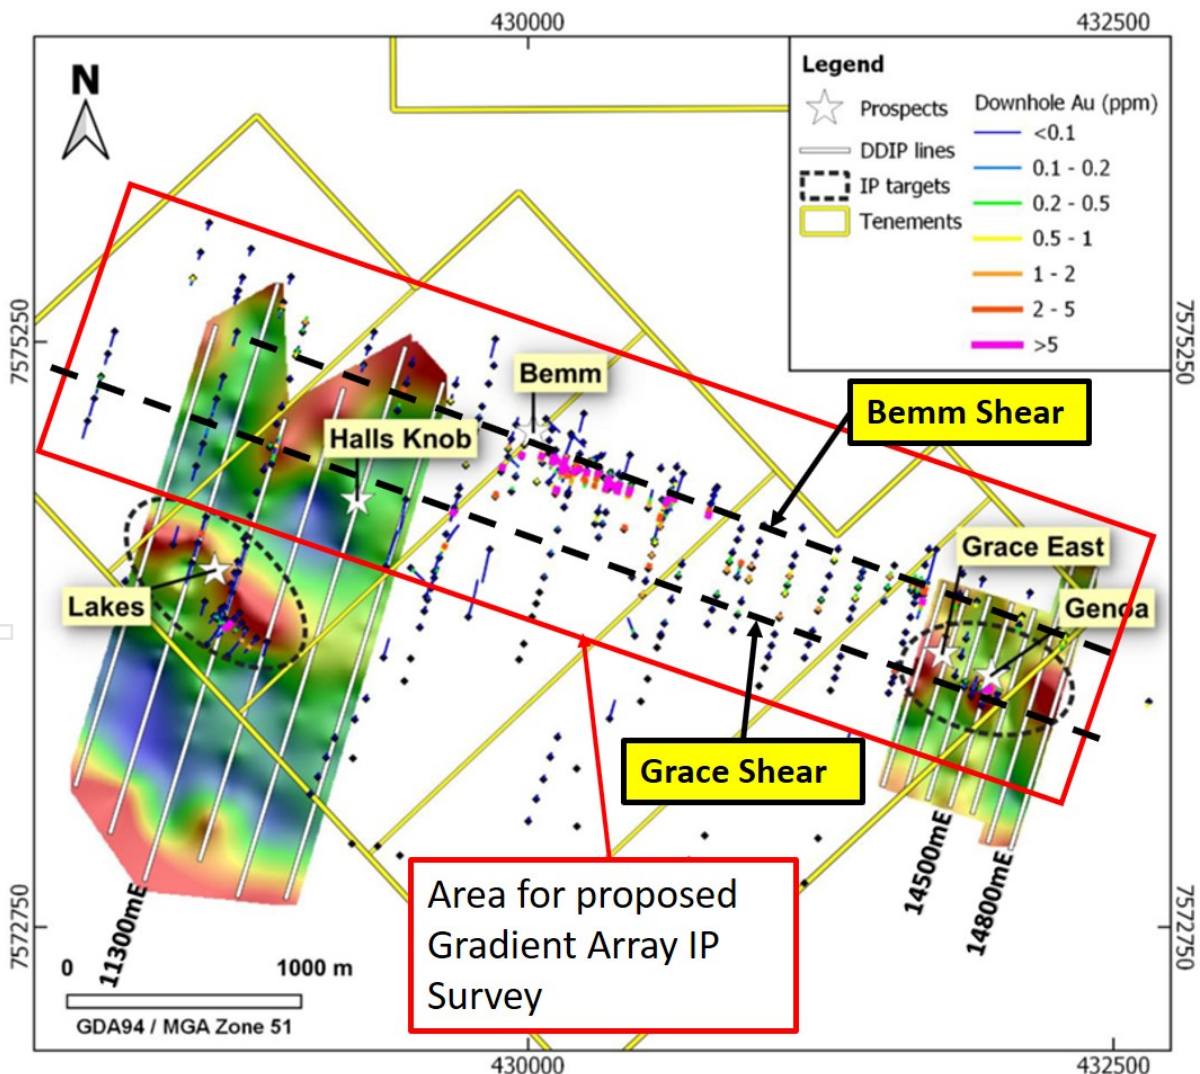 430000
432500
N
Legend
Prospects
DDIP lines
IP targets
Tenements
Downhole Au (ppm)
<0.1
0.1 - 0.2
0.2 - 0.5
0.5 - 1
1 - 2
2 - 5
>5
7575250
7575250
Bemm
Bemm Shear
Halls Knob
Grace East
Genoa
Lakes
Grace Shear
Area for proposed
Gradient Array IP
Survey
14500mE
14800mE
11300mE
7572750
7572750
0
1000 m
GDA94 / MGA Zone 51
430000
432500